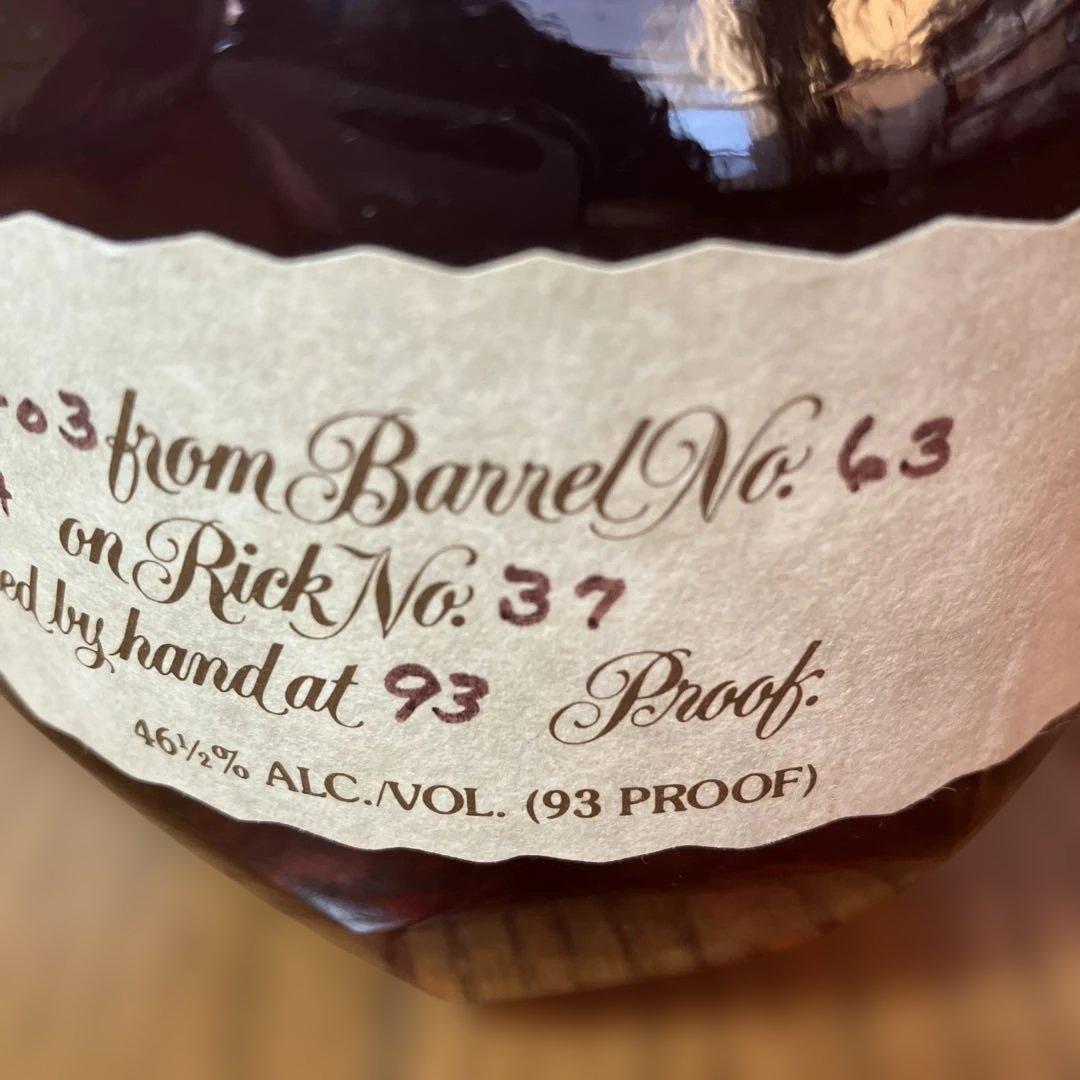 -03 from Barrel No. 63
on Rick No. 37
ed by hand at 93 Proof.
46½% ALC./VOL. (93 PROOF)